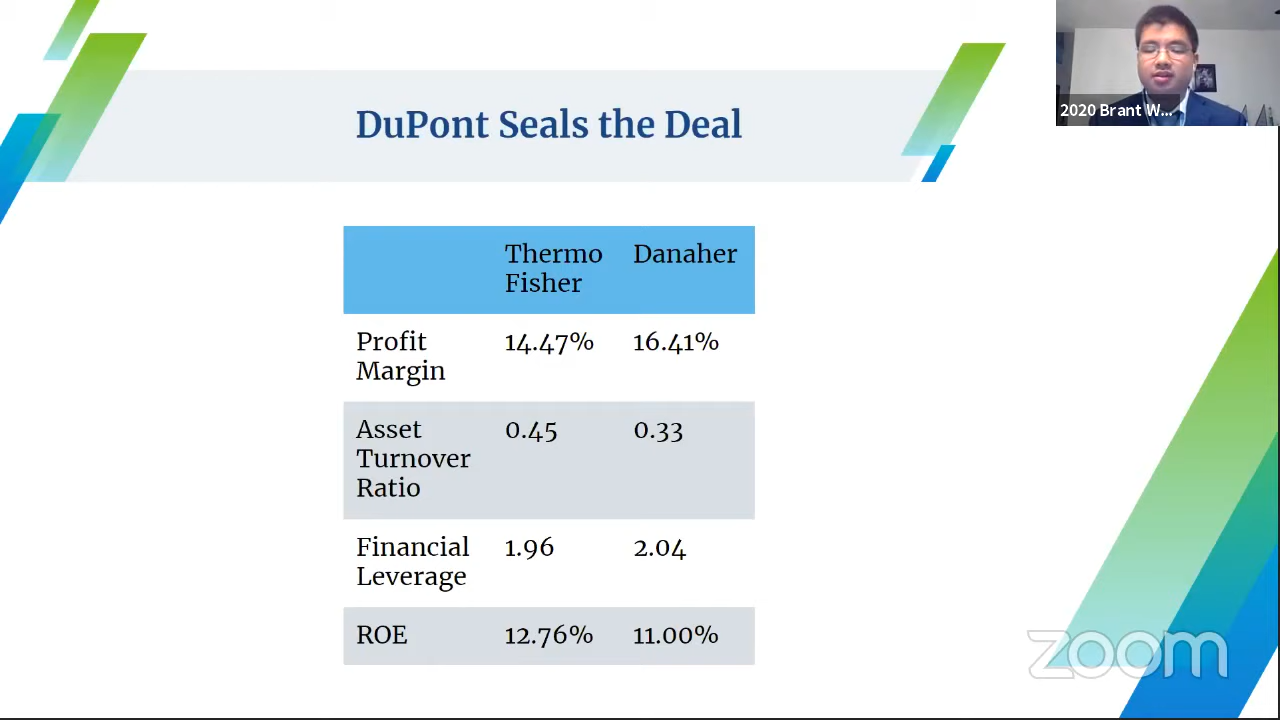 DuPont Seals the Deal
2020 Brant W...
Thermo Fisher
Danaher
Profit Margin
14.47%
16.41%
Asset Turnover Ratio
0.45
0.33
Financial Leverage
1.96
2.04
ROE
12.76%
11.00%
zoom